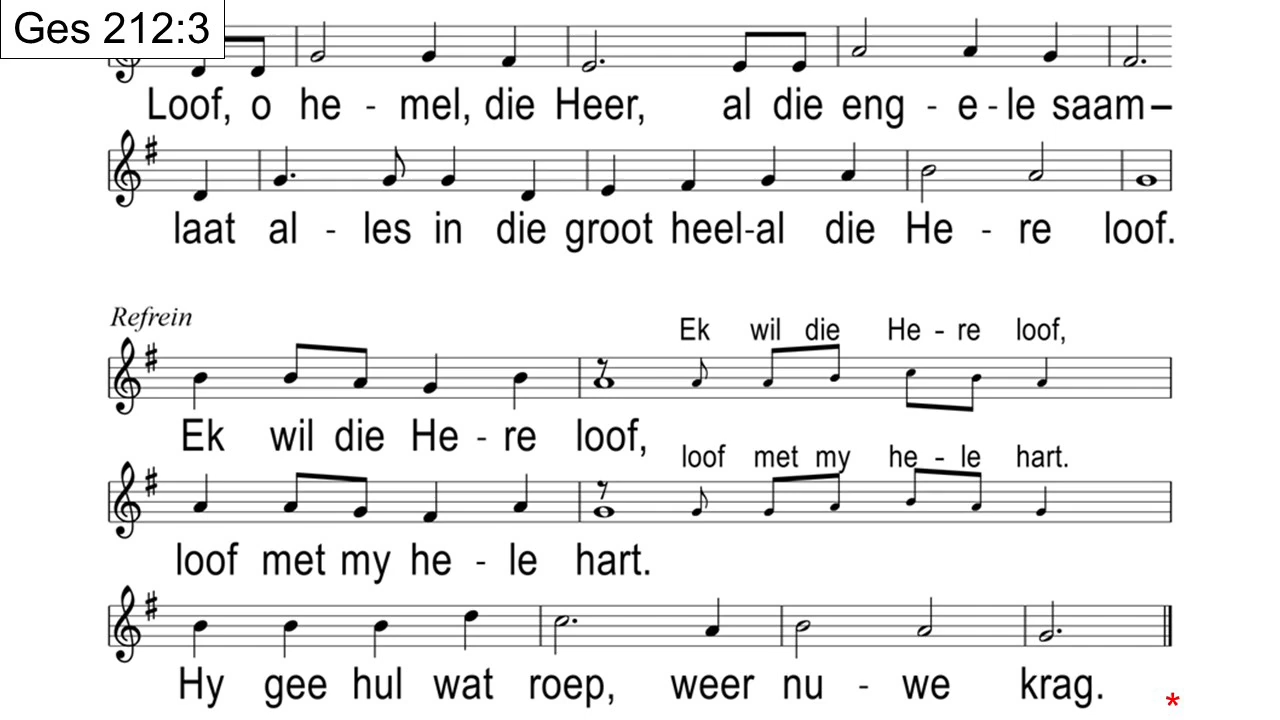 Ges 212:3
Loof, o he - mel, die Heer, al die eng - e - le saam –
laat al - les in die groot heel-al die He - re loof.
Refrein
Ek wil die He - re loof,
Ek wil die He - re loof,
loof met my he - le hart.
loof met my he - le hart.
Hy gee hul wat roep, weer nu - we krag.
*